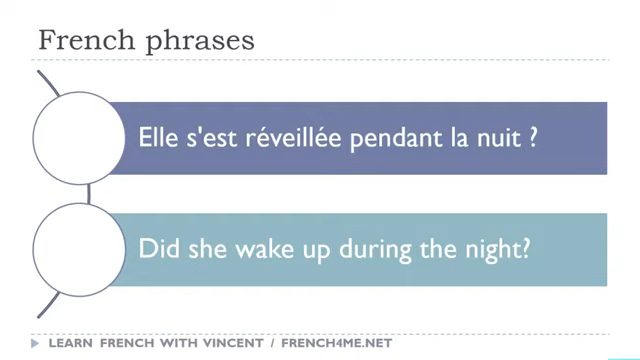 French phrases
Elle s'est réveillée pendant la nuit ?
Did she wake up during the night?
LEARN FRENCH WITH VINCENT / FRENCH4ME.NET